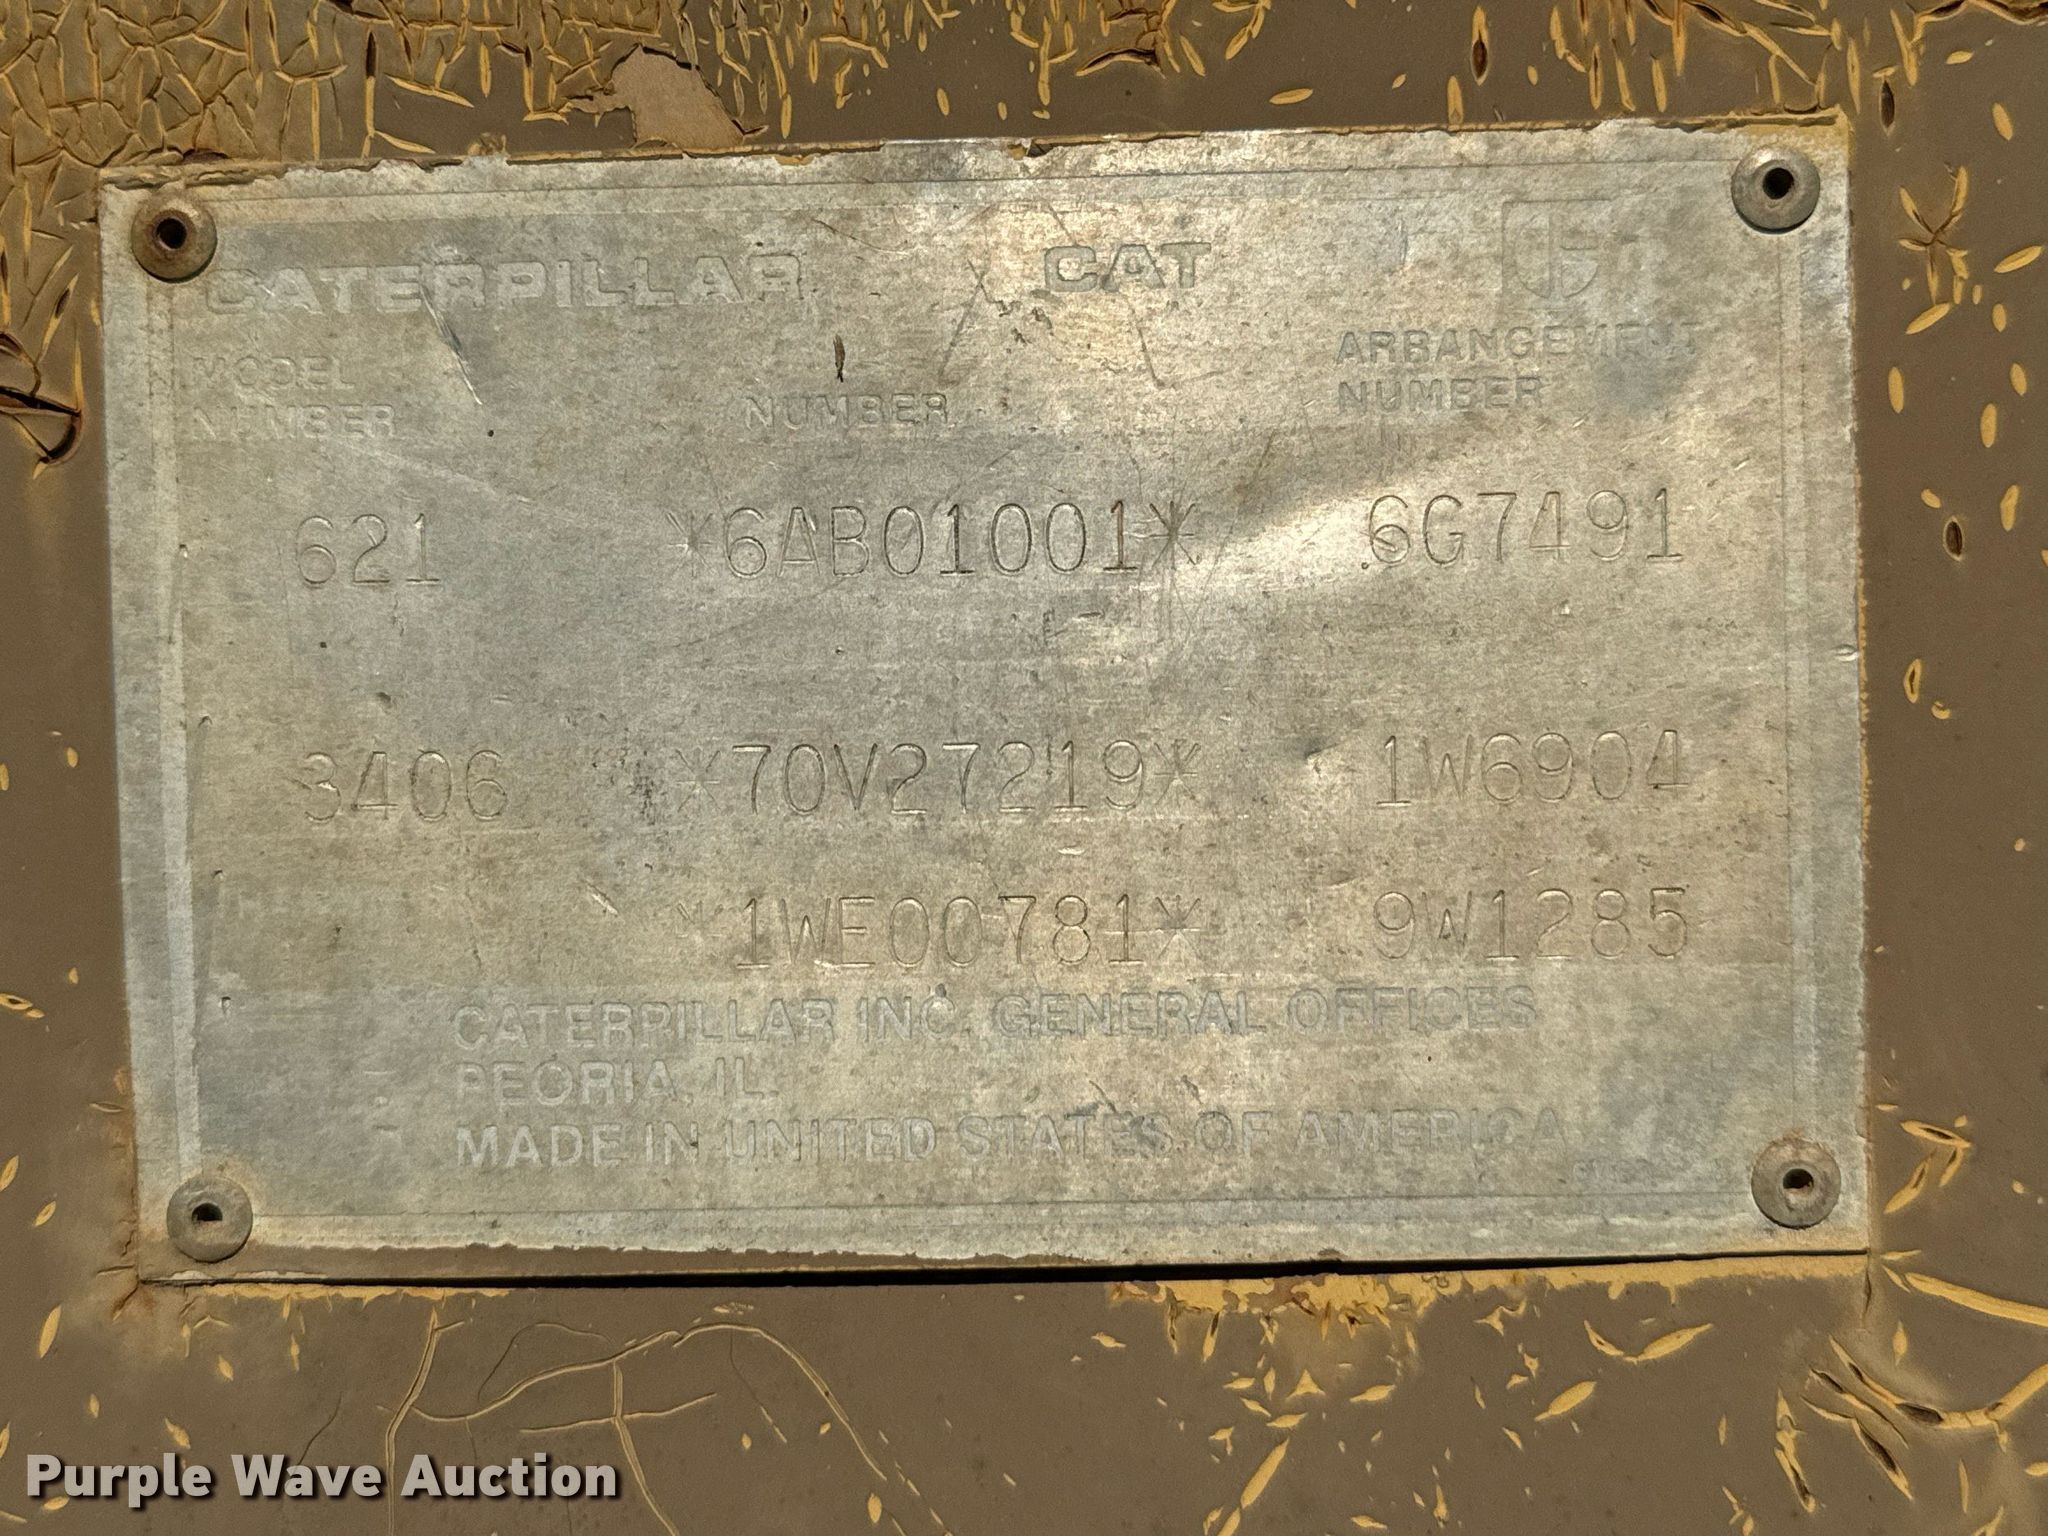 CATERPILLAR CAT
MODEL NUMBER
NUMBER
ARRANGEMENT NUMBER
621 *6AB01001* 6G7491
3406 *70V27219* 1W6904
*1WE00781* 9W1285
CATERPILLAR INC. GENERAL OFFICES
PEORIA, IL.
MADE IN UNITED STATES OF AMERICA
Purple Wave Auction